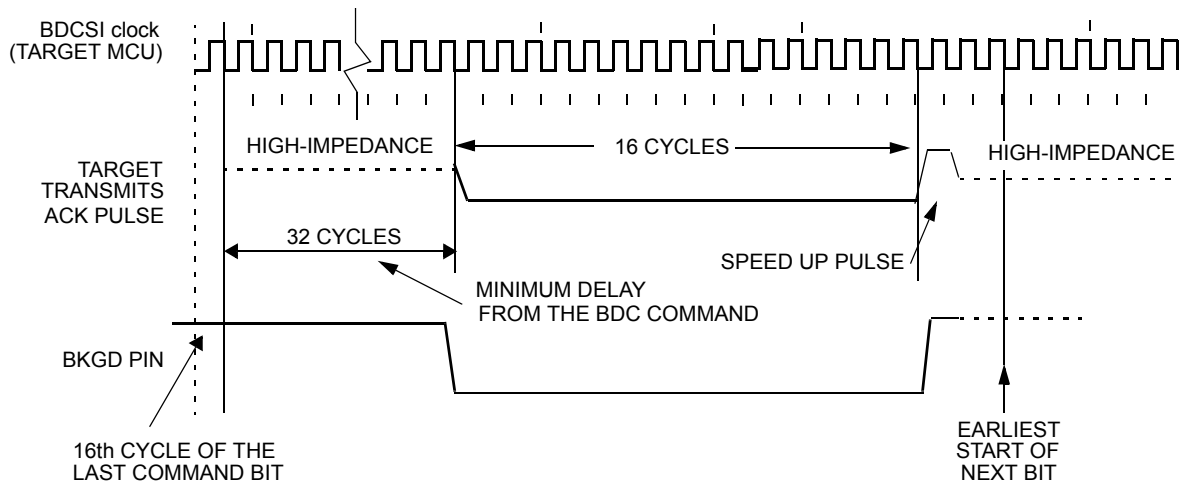 BDCSI clock
(TARGET MCU)
HIGH-IMPEDANCE
16 CYCLES
HIGH-IMPEDANCE
TARGET
TRANSMITS
ACK PULSE
32 CYCLES
SPEED UP PULSE
MINIMUM DELAY
FROM THE BDC COMMAND
BKGD PIN
16th CYCLE OF THE
LAST COMMAND BIT
EARLIEST
START OF
NEXT BIT